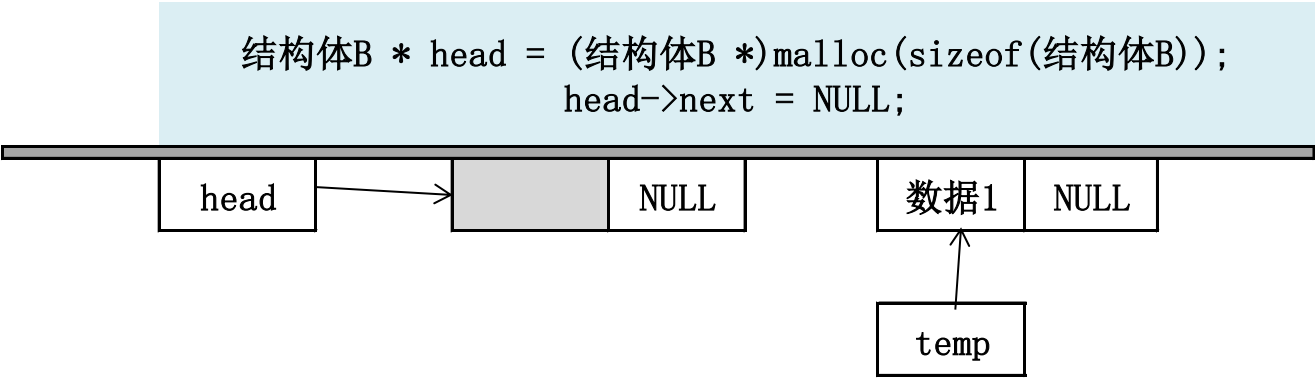 结构体B * head = (结构体B *)malloc(sizeof(结构体B));
head->next = NULL;
head NULL 数据1 NULL
temp